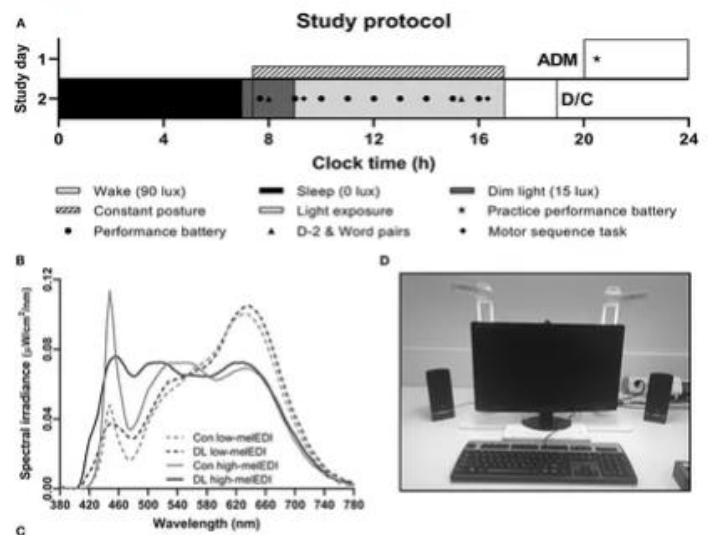 Study protocol
A
Study day
1
2
ADM
D/C
0 4 8 12 16 20 24
Clock time (h)
Wake (90 lux) Sleep (0 lux) Dim light (15 lux)
Constant posture Light exposure Practice performance battery
Performance battery D-2 & Word pairs Motor sequence task
B
D
Spectral irradiance (µW/cm²/nm)
0.12
0.08
0.04
0.00
Con low-melEDI
DL low-melEDI
Con high-melEDI
DL high-melEDI
380 420 460 500 540 580 620 660 700 740 780
Wavelength (nm)
C